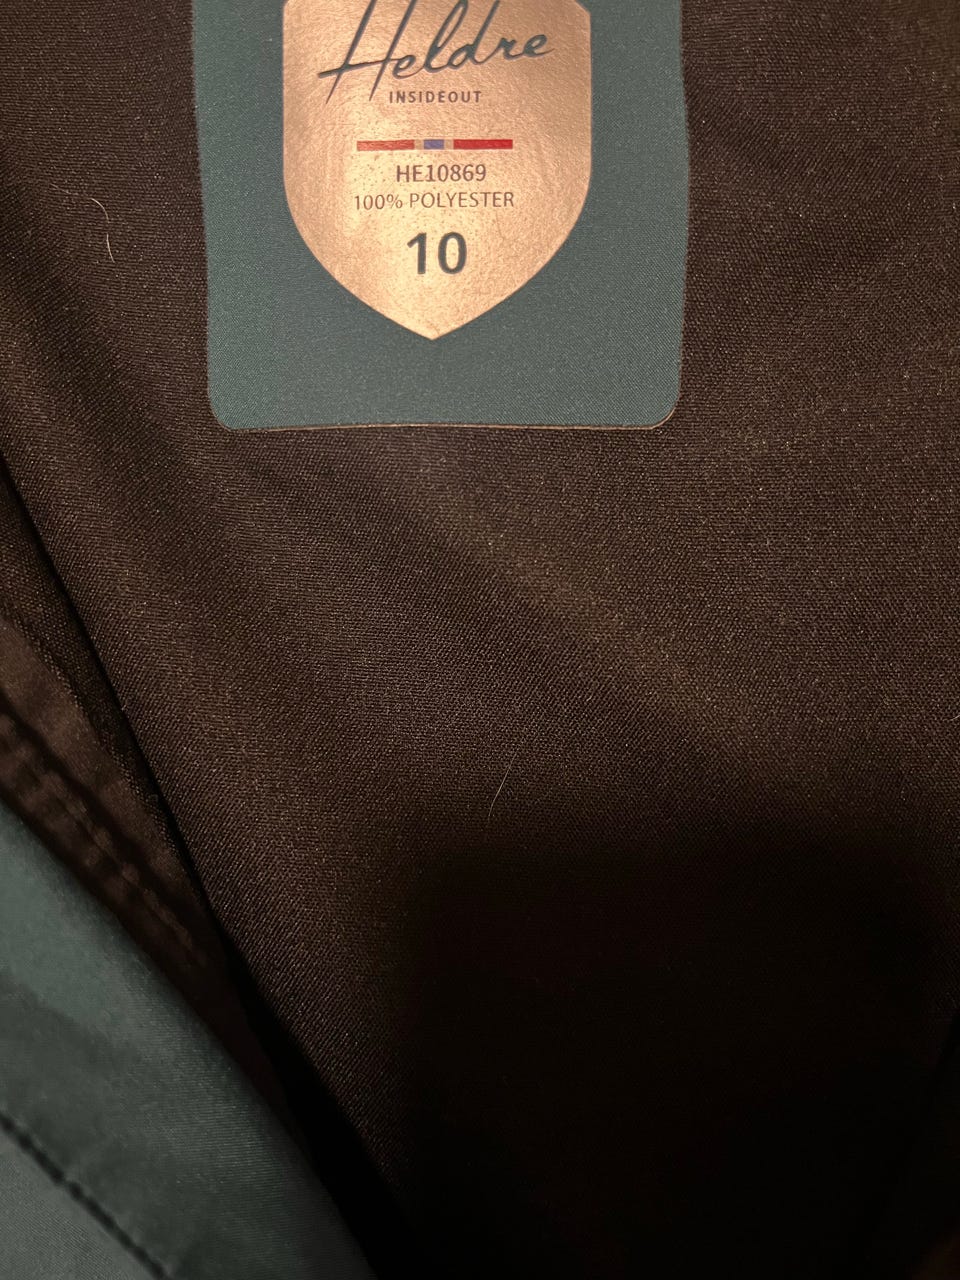 Heldre
INSIDEOUT
HE10869
100% POLYESTER
10